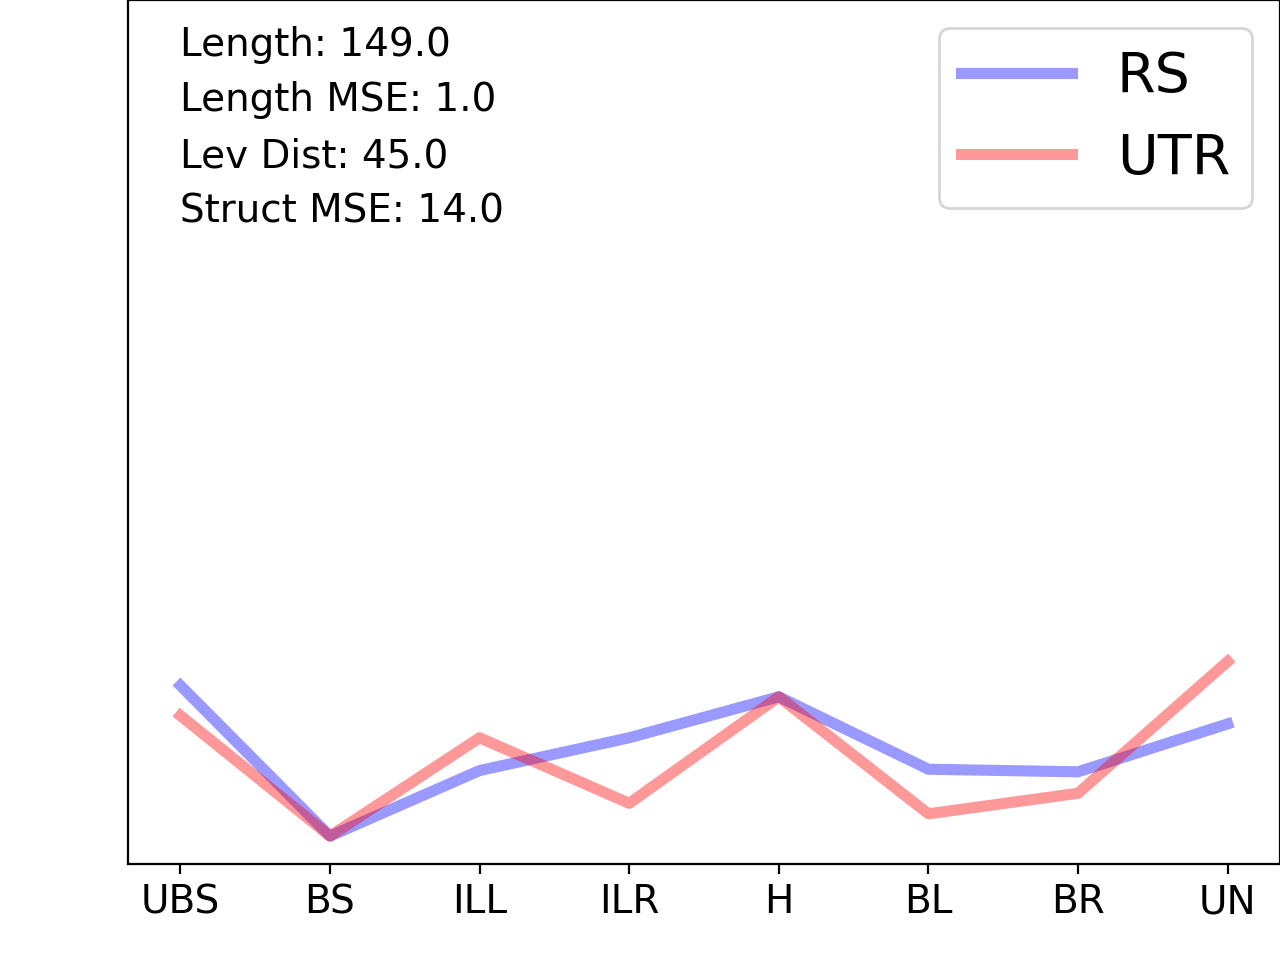 Length: 149.0
Length MSE: 1.0
Lev Dist: 45.0
Struct MSE: 14.0
RS
UTR
UBS BS ILL ILR H BL BR UN